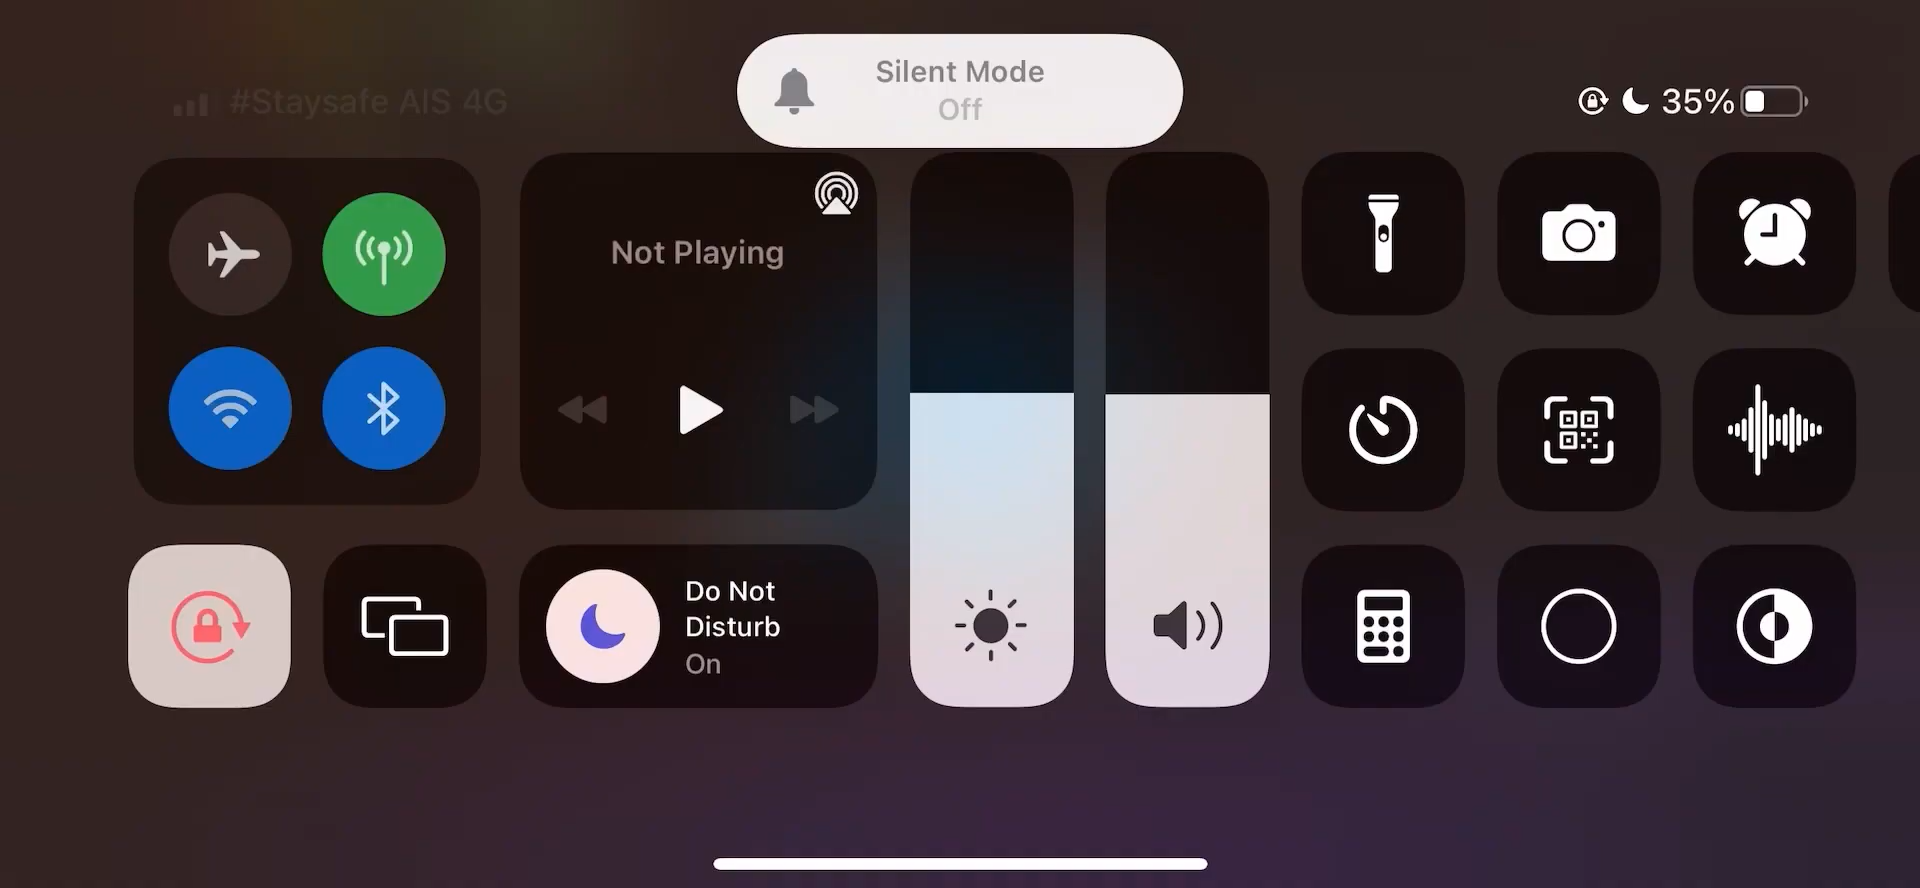 Silent Mode
Off
#Staysafe AIS 4G
35%
Not Playing
Do Not
Disturb
On